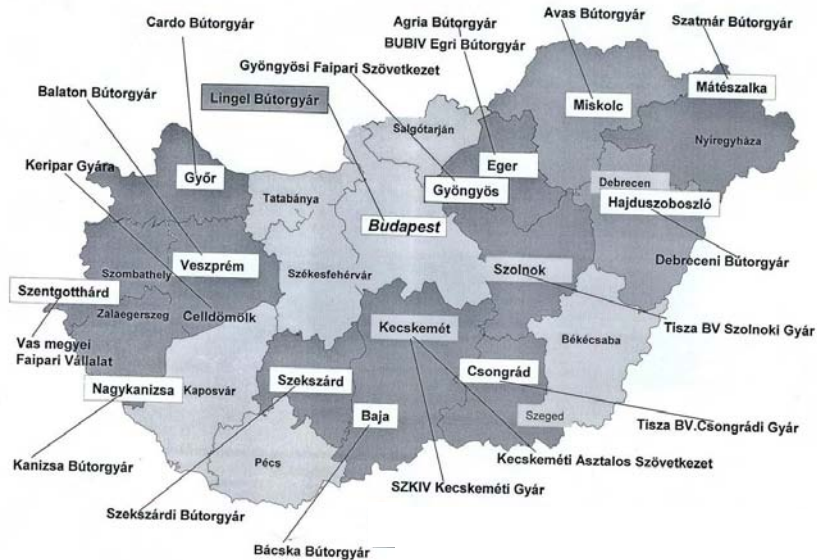 Cardo Bútorgyár
Agria Bútorgyár
BUBIV Egri Bútorgyár
Avas Bútorgyár
Szatmár Bútorgyár
Gyöngyösi Faipari Szövetkezet
Balaton Bútorgyár
Lingel Bútorgyár
Mátészalka
Miskolc
Salgótarján
Nyíregyháza
Keripar Gyára
Győr
Eger
Gyöngyös
Debrecen
Tatabánya
Hajduszoboszló
Budapest
Veszprém
Szombathely
Székesfehérvár
Szolnok
Debreceni Bútorgyár
Szentgotthárd
Zalaegerszeg
Celldömölk
Kecskemét
Tisza BV Szolnoki Gyár
Vas megyei
Faipari Vállalat
Békécsaba
Nagykanizsa
Kaposvár
Szekszárd
Csongrád
Baja
Szeged
Tisza BV.Csongrádi Gyár
Kanizsa Bútorgyár
Pécs
Kecskeméti Asztalos Szövetkezet
SZKIV Kecskeméti Gyár
Szekszárdi Bútorgyár
Bácska Bútorgyár